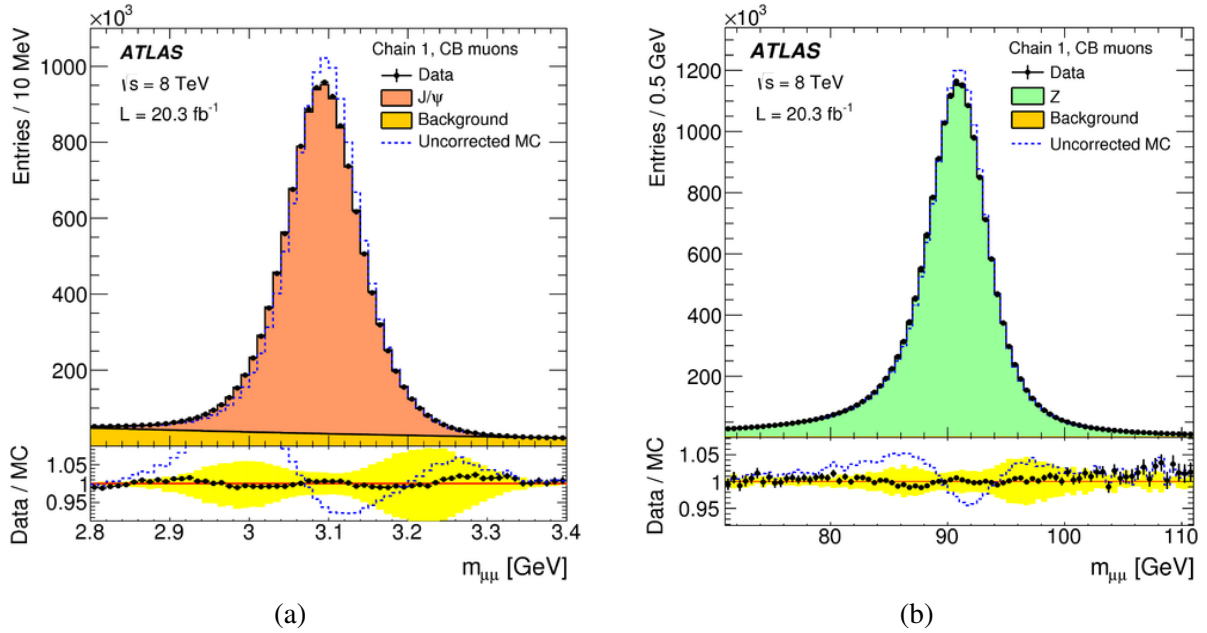 ×10³
ATLAS
√s = 8 TeV
L = 20.3 fb⁻¹
Chain 1, CB muons
Data
J/ψ
Background
Uncorrected MC
Entries / 10 MeV
1000
800
600
400
200
Data / MC
1.05
1
0.95
2.8 2.9 3 3.1 3.2 3.3 3.4
mμμ [GeV]
(a)
×10³
ATLAS
√s = 8 TeV
L = 20.3 fb⁻¹
Chain 1, CB muons
Data
Z
Background
Uncorrected MC
Entries / 0.5 GeV
1200
1000
800
600
400
200
Data / MC
1.05
1
0.95
80 90 100 110
mμμ [GeV]
(b)